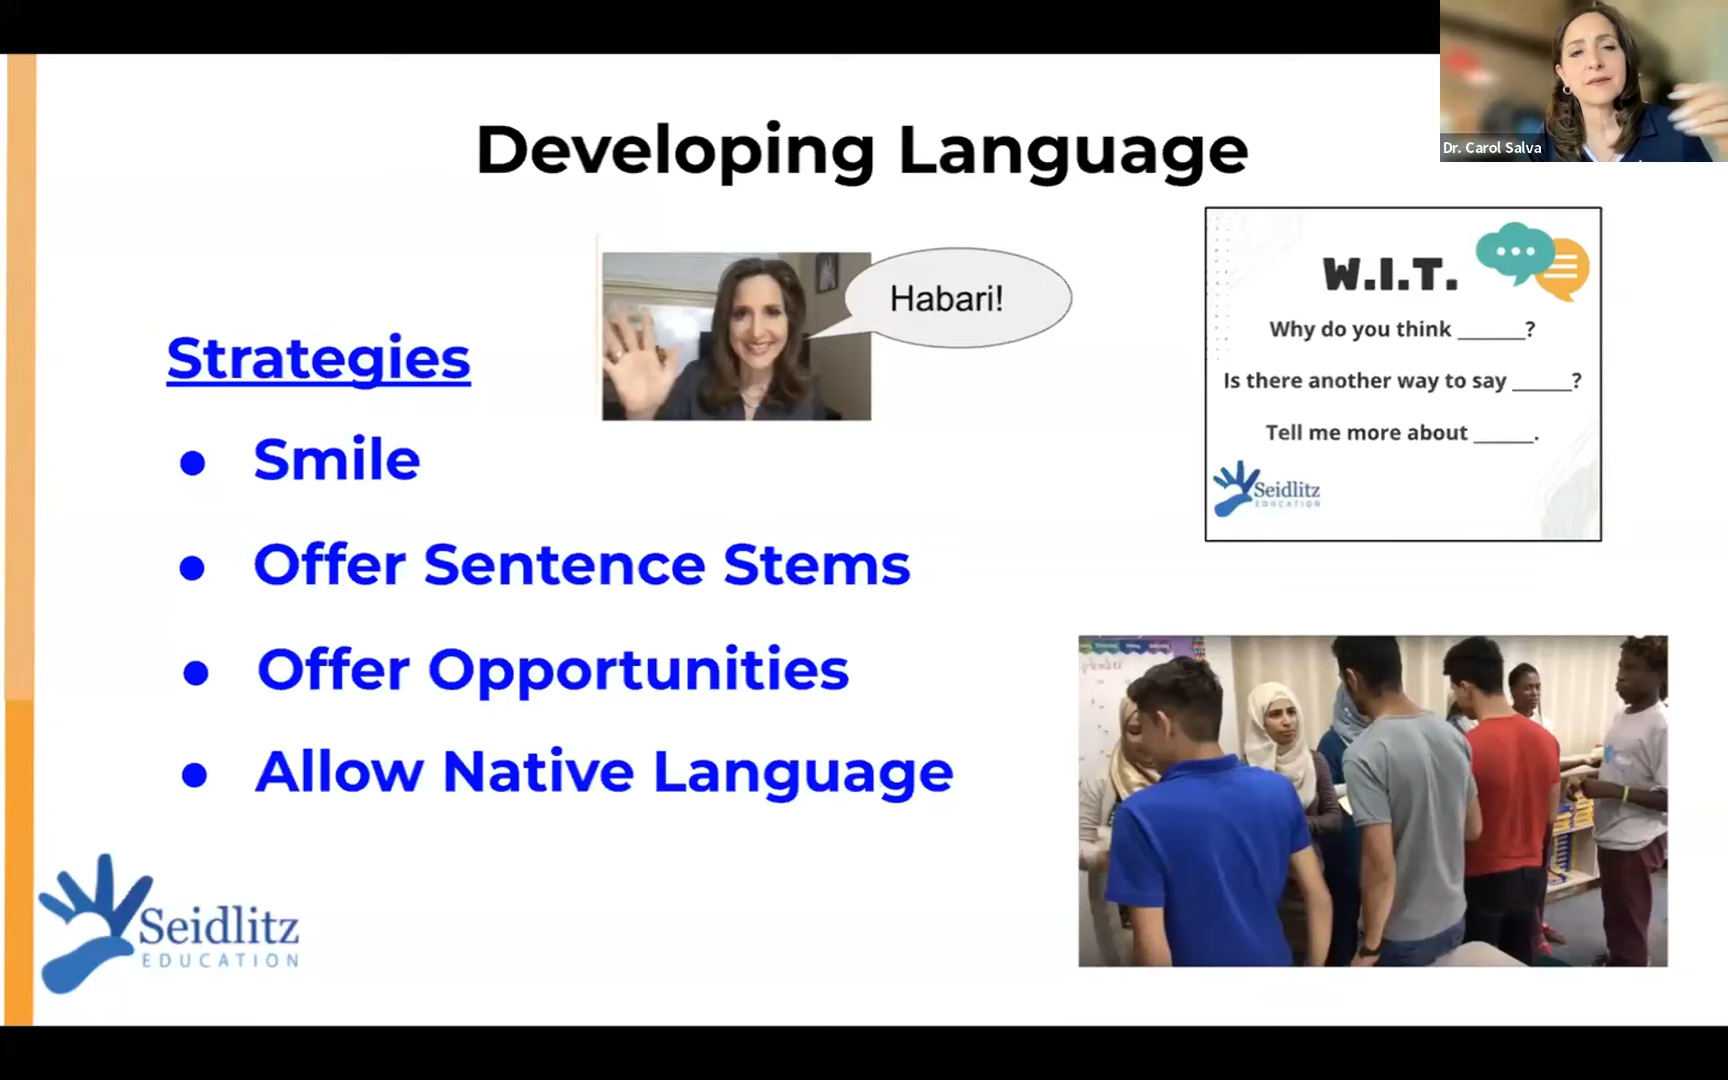 Developing Language
Dr. Carol Salva
Habari!
W.I.T.
Why do you think ______?
Is there another way to say ______?
Tell me more about ______.
Seidlitz
EDUCATION
Strategies
● Smile
● Offer Sentence Stems
● Offer Opportunities
● Allow Native Language
Seidlitz
EDUCATION